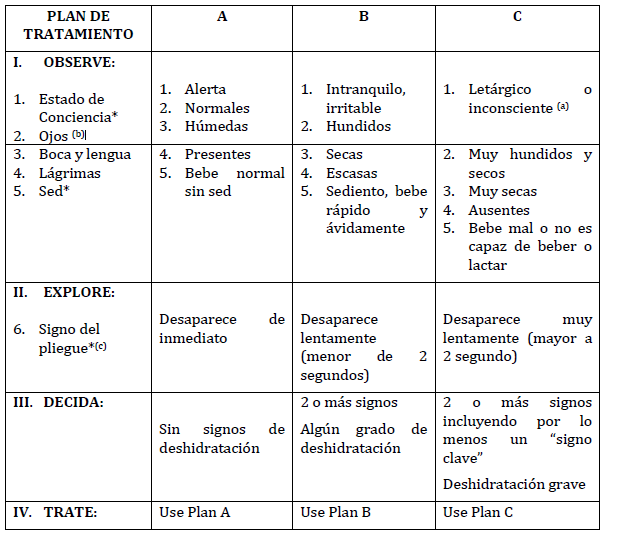 PLAN DE TRATAMIENTO A B C
I. OBSERVE:
1. Estado de
Conciencia*
2. Ojos (b)
1. Alerta
2. Normales
3. Húmedas
1. Intranquilo,
irritable
2. Hundidos
1. Letárgico o
inconsciente (a)
3. Boca y lengua
4. Lágrimas
5. Sed*
4. Presentes
5. Bebe normal
sin sed
3. Secas
4. Escasas
5. Sediento, bebe
rápido y
ávidamente
2. Muy hundidos y
secos
3. Muy secas
4. Ausentes
5. Bebe mal o no es
capaz de beber o
lactar
II. EXPLORE:
6. Signo del
pliegue*(c)
Desaparece de
inmediato
Desaparece
lentamente
(menor de 2
segundos)
Desaparece muy
lentamente (mayor a
2 segundo)
III. DECIDA:
Sin signos de
deshidratación
2 o más signos
Algún grado de
deshidratación
2 o más signos
incluyendo por lo
menos un “signo
clave”
Deshidratación grave
IV. TRATE: Use Plan A Use Plan B Use Plan C